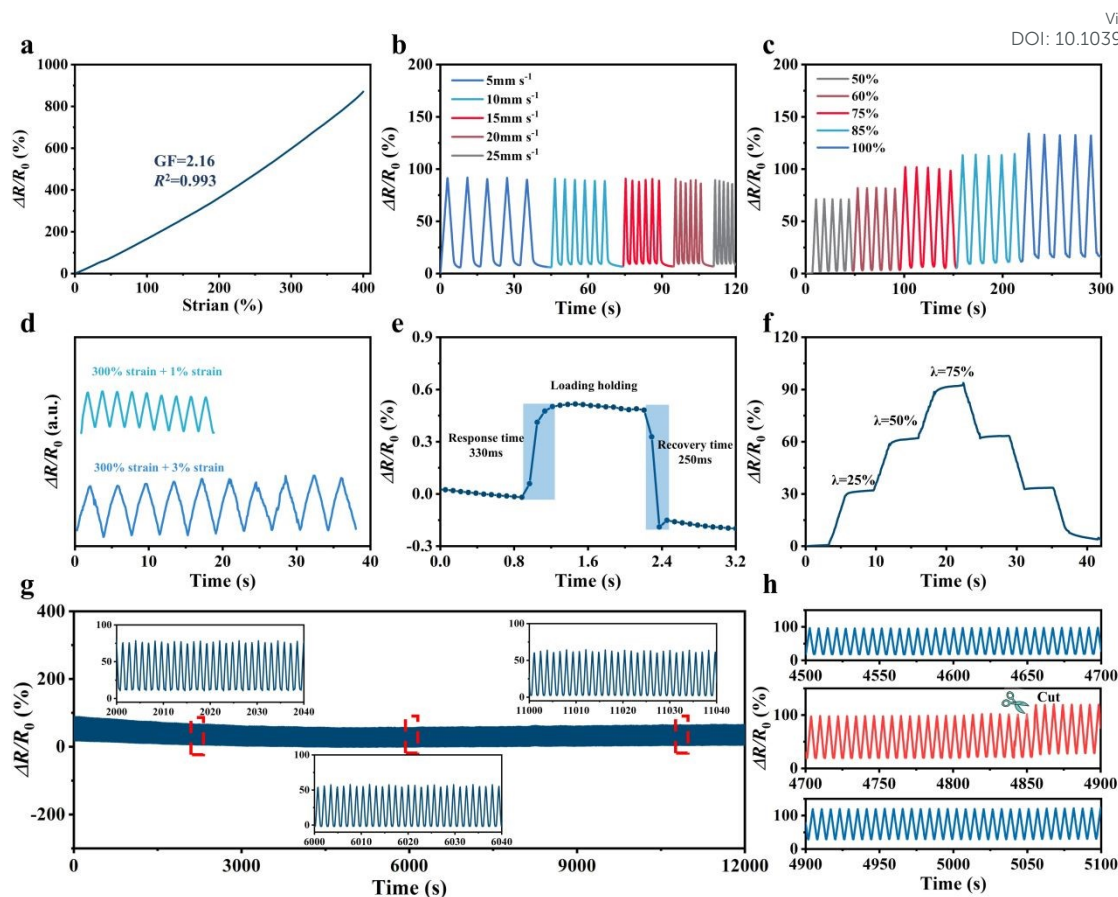 Vi
DOI: 10.1039
a
1000
800
600
400
200
0
ΔR/R0 (%)
GF=2.16
R²=0.993
0
100
200
300
400
Strian (%)
b
200
150
100
50
0
ΔR/R0 (%)
5mm s⁻¹
10mm s⁻¹
15mm s⁻¹
20mm s⁻¹
25mm s⁻¹
0
30
60
90
120
Time (s)
c
200
150
100
50
0
ΔR/R0 (%)
50%
60%
75%
85%
100%
0
100
200
300
Time (s)
d
ΔR/R0 (a.u.)
300% strain + 1% strain
300% strain + 3% strain
0
10
20
30
40
Time (s)
e
0.9
0.6
0.3
0.0
-0.3
ΔR/R0 (%)
Loading holding
Response time
330ms
Recovery time
250ms
0.0
0.8
1.6
2.4
3.2
Time (s)
f
120
90
60
30
0
ΔR/R0 (%)
λ=25%
λ=50%
λ=75%
0
10
20
30
40
Time (s)
g
400
200
0
-200
ΔR/R0 (%)
100
75
50
25
0
2000
2010
2020
2030
2040
100
50
0
11000
11010
11020
11030
11040
100
75
50
25
0
6000
6010
6020
6030
6040
0
3000
6000
9000
12000
Time (s)
h
ΔR/R0 (%)
100
0
4500
4550
4600
4650
4700
Cut
100
0
4700
4750
4800
4850
4900
100
0
4900
4950
5000
5050
5100
Time (s)